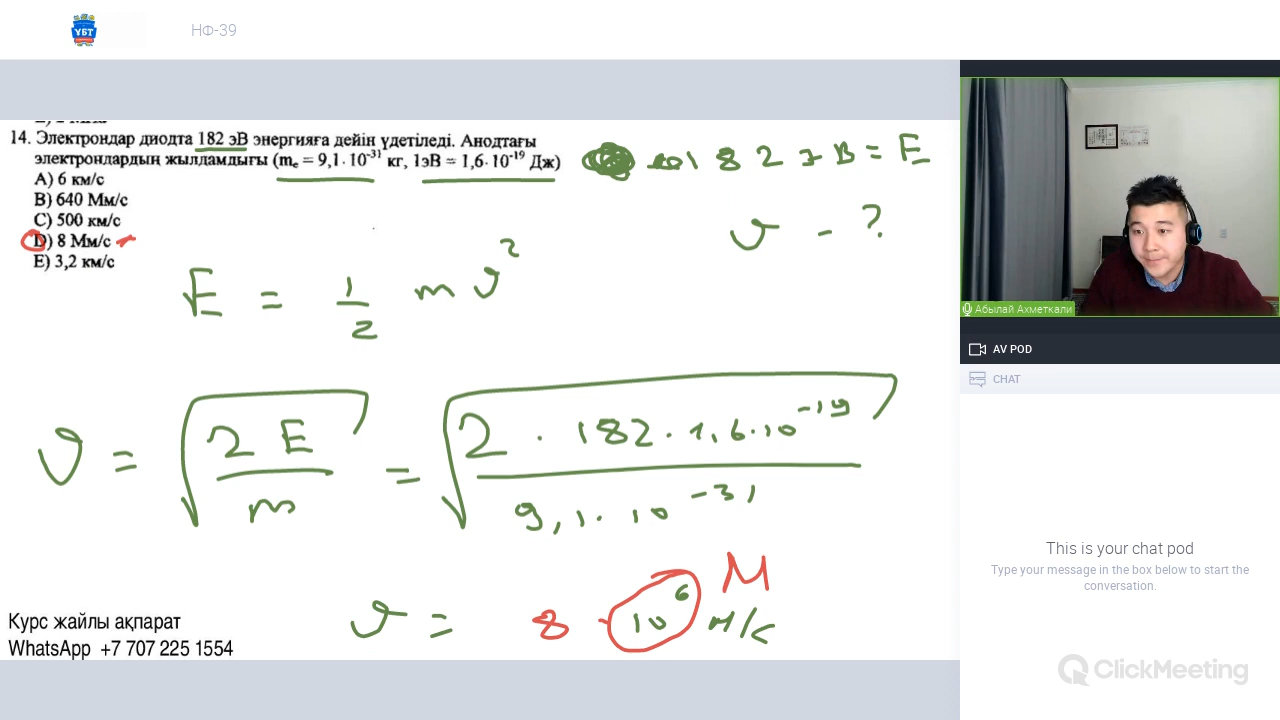 ҰБТ
НФ-39
14. Электрондар диодта 182 эВ энергияға дейін үдетіледі. Анодтағы
электрондардың жылдамдығы (mₑ = 9,1·10⁻³¹ кг, 1эВ = 1,6·10⁻¹⁹ Дж)
A) 6 км/с
B) 640 Мм/с
C) 500 км/с
D) 8 Мм/с
E) 3,2 км/с
182 эВ = E
υ - ?
E = 1/2 m υ²
υ = √(2 E / m) = √(2 · 182 · 1,6·10⁻¹⁹ / 9,1·10⁻³¹)
M
υ = 8 · 10⁶ м/с
Курс жайлы ақпарат
WhatsApp +7 707 225 1554
Абылай Ахметкали
AV POD
CHAT
This is your chat pod
Type your message in the box below to start the
conversation.
ClickMeeting